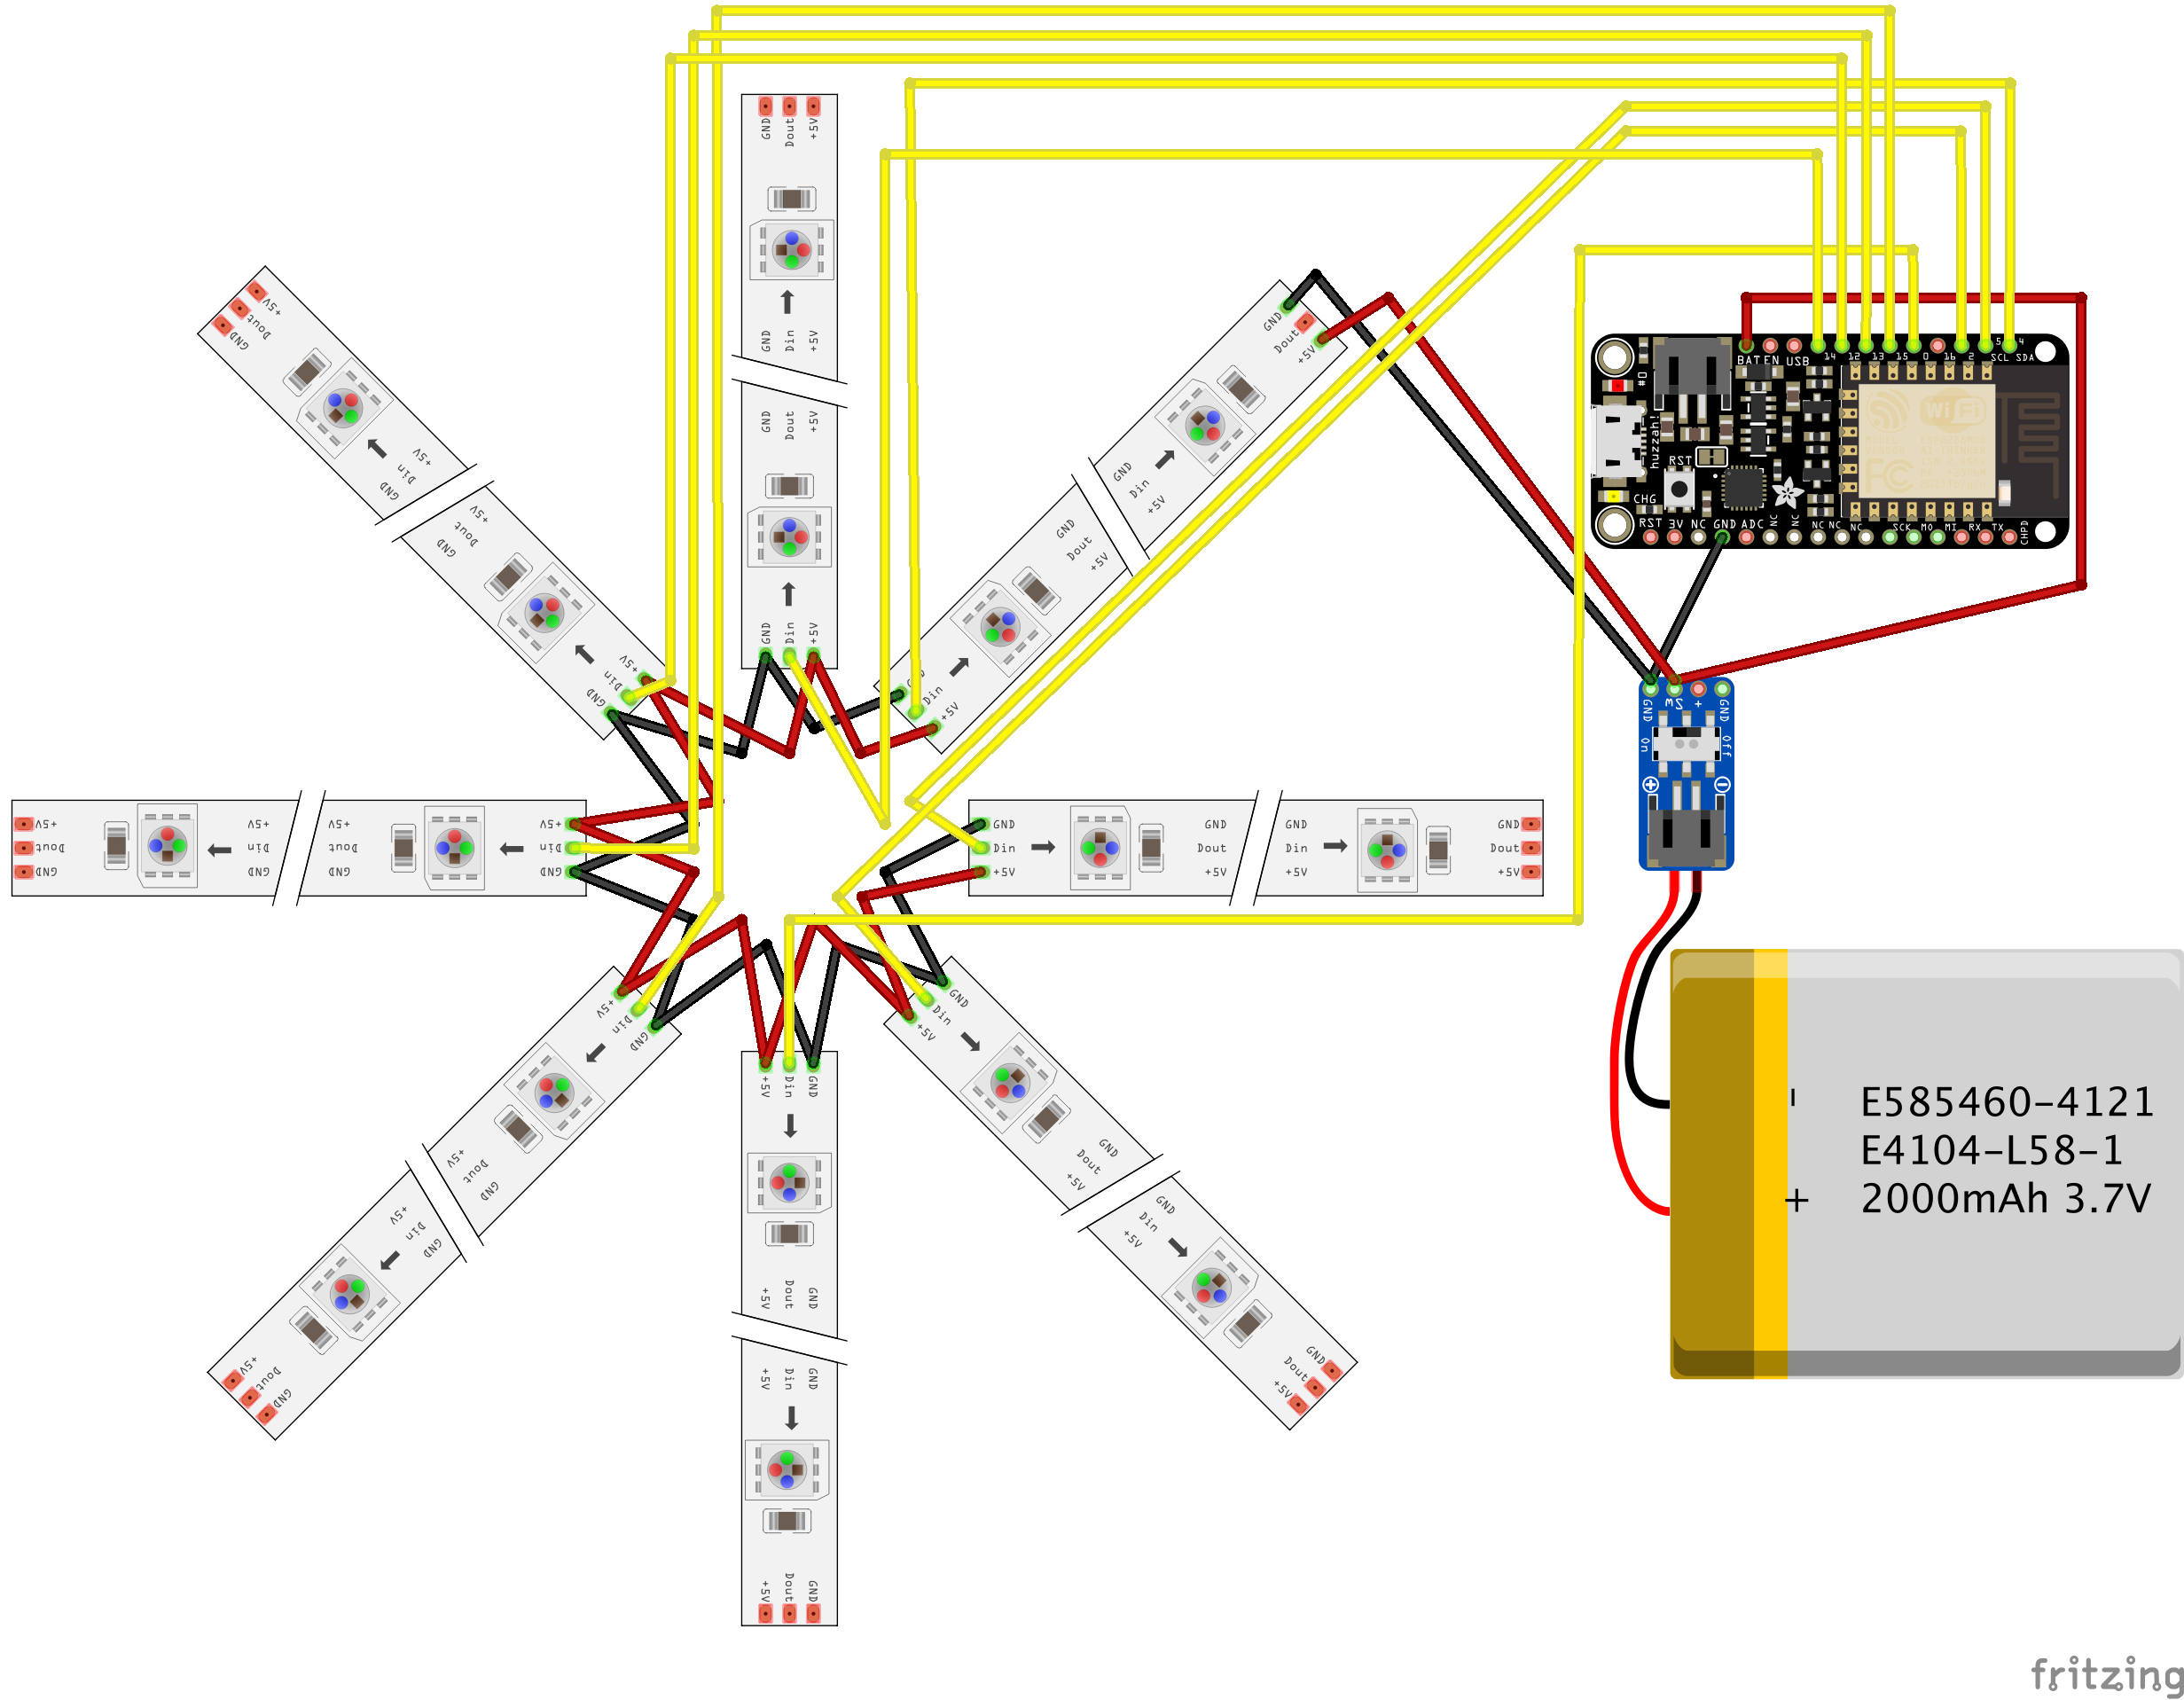 GND Dout +5V
GND Din +5V
GND Dout +5V
GND Din +5V
+5V Dout GND
+5V Din GND
+5V Dout GND
+5V Din GND
GND Dout +5V
GND Din +5V
GND Dout +5V
GND Din +5V
BAT EN USB 14 12 13 15 0 16 2 5 4
SCL SDA
#0
huzzah!
WiFi
FC
RST
CHG
RST 3V NC GND ADC NC NC NC NC NC SCK MO MI RX TX CHPD
GND SW + GND
On Off
+5V +5V +5V +5V
Dout Din Dout Din
GND GND GND GND
GND GND GND GND
Din Dout Din Dout
+5V +5V +5V +5V
+5V Din GND
+5V Dout GND
+5V Din GND
+5V Dout GND
+5V Din GND
+5V Dout GND
+5V Din GND
+5V Dout GND
GND Din +5V
GND Dout +5V
GND Din +5V
GND Dout +5V
- E585460-4121
E4104-L58-1
+ 2000mAh 3.7V
fritzing